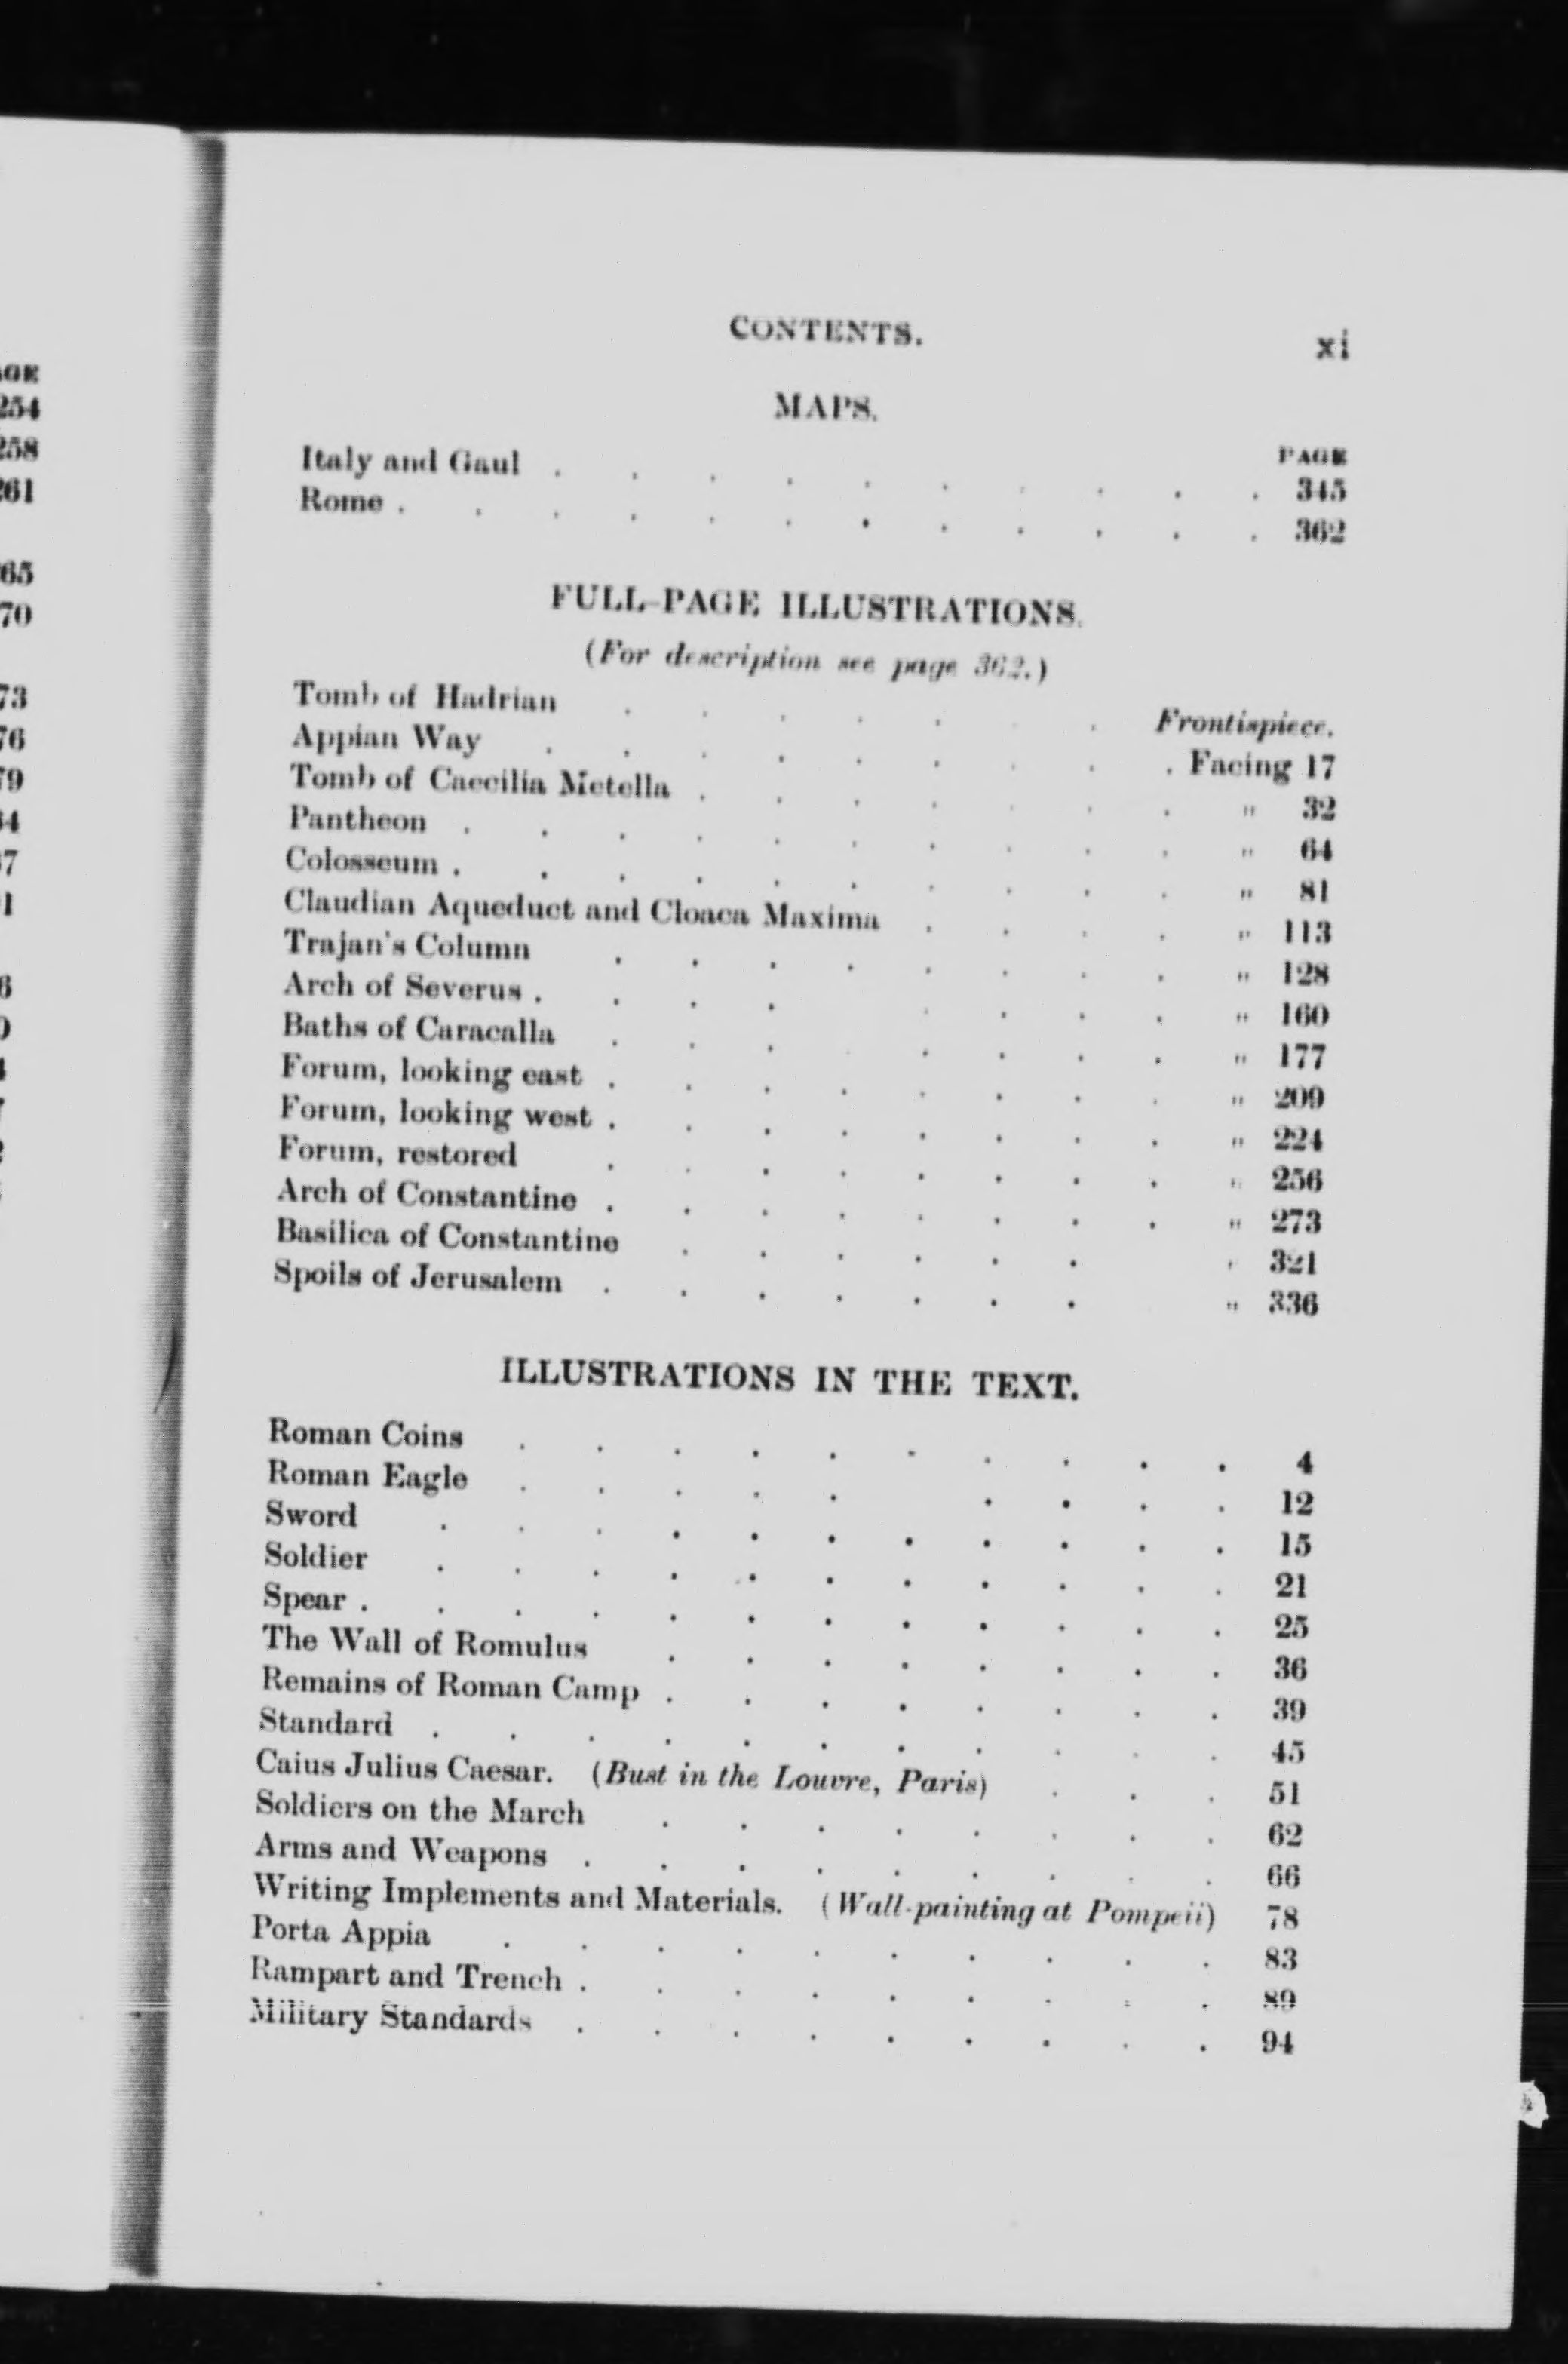 CONTENTS. xi
MAPS.
PAGE
Italy and Gaul . . . . . . . . . . 345
Rome . . . . . . . . . . . . 362
FULL-PAGE ILLUSTRATIONS.
(For description see page 362.)
Tomb of Hadrian . . . . . . . Frontispiece.
Appian Way . . . . . . . . . Facing 17
Tomb of Caecilia Metella . . . . . . . " 32
Pantheon . . . . . . . . . . " 64
Colosseum . . . . . . . . . . " 81
Claudian Aqueduct and Cloaca Maxima . . . . " 113
Trajan's Column . . . . . . . . " 128
Arch of Severus . . . . . . . . " 160
Baths of Caracalla . . . . . . . . " 177
Forum, looking east . . . . . . . . " 209
Forum, looking west . . . . . . . . " 224
Forum, restored . . . . . . . . " 256
Arch of Constantine . . . . . . . . " 273
Basilica of Constantine . . . . . . " 321
Spoils of Jerusalem . . . . . . . " 336
ILLUSTRATIONS IN THE TEXT.
Roman Coins . . . . . . . . . . 4
Roman Eagle . . . . . . . . . 12
Sword . . . . . . . . . . . 15
Soldier . . . . . . . . . . . 21
Spear . . . . . . . . . . . . 25
The Wall of Romulus . . . . . . . . 36
Remains of Roman Camp . . . . . . . . 39
Standard . . . . . . . . . . . 45
Caius Julius Caesar. (Bust in the Louvre, Paris) . . . 51
Soldiers on the March . . . . . . . . 62
Arms and Weapons . . . . . . . . . 66
Writing Implements and Materials. (Wall-painting at Pompeii) 78
Porta Appia . . . . . . . . . . 83
Rampart and Trench . . . . . . . . . 89
Military Standards . . . . . . . . . 94